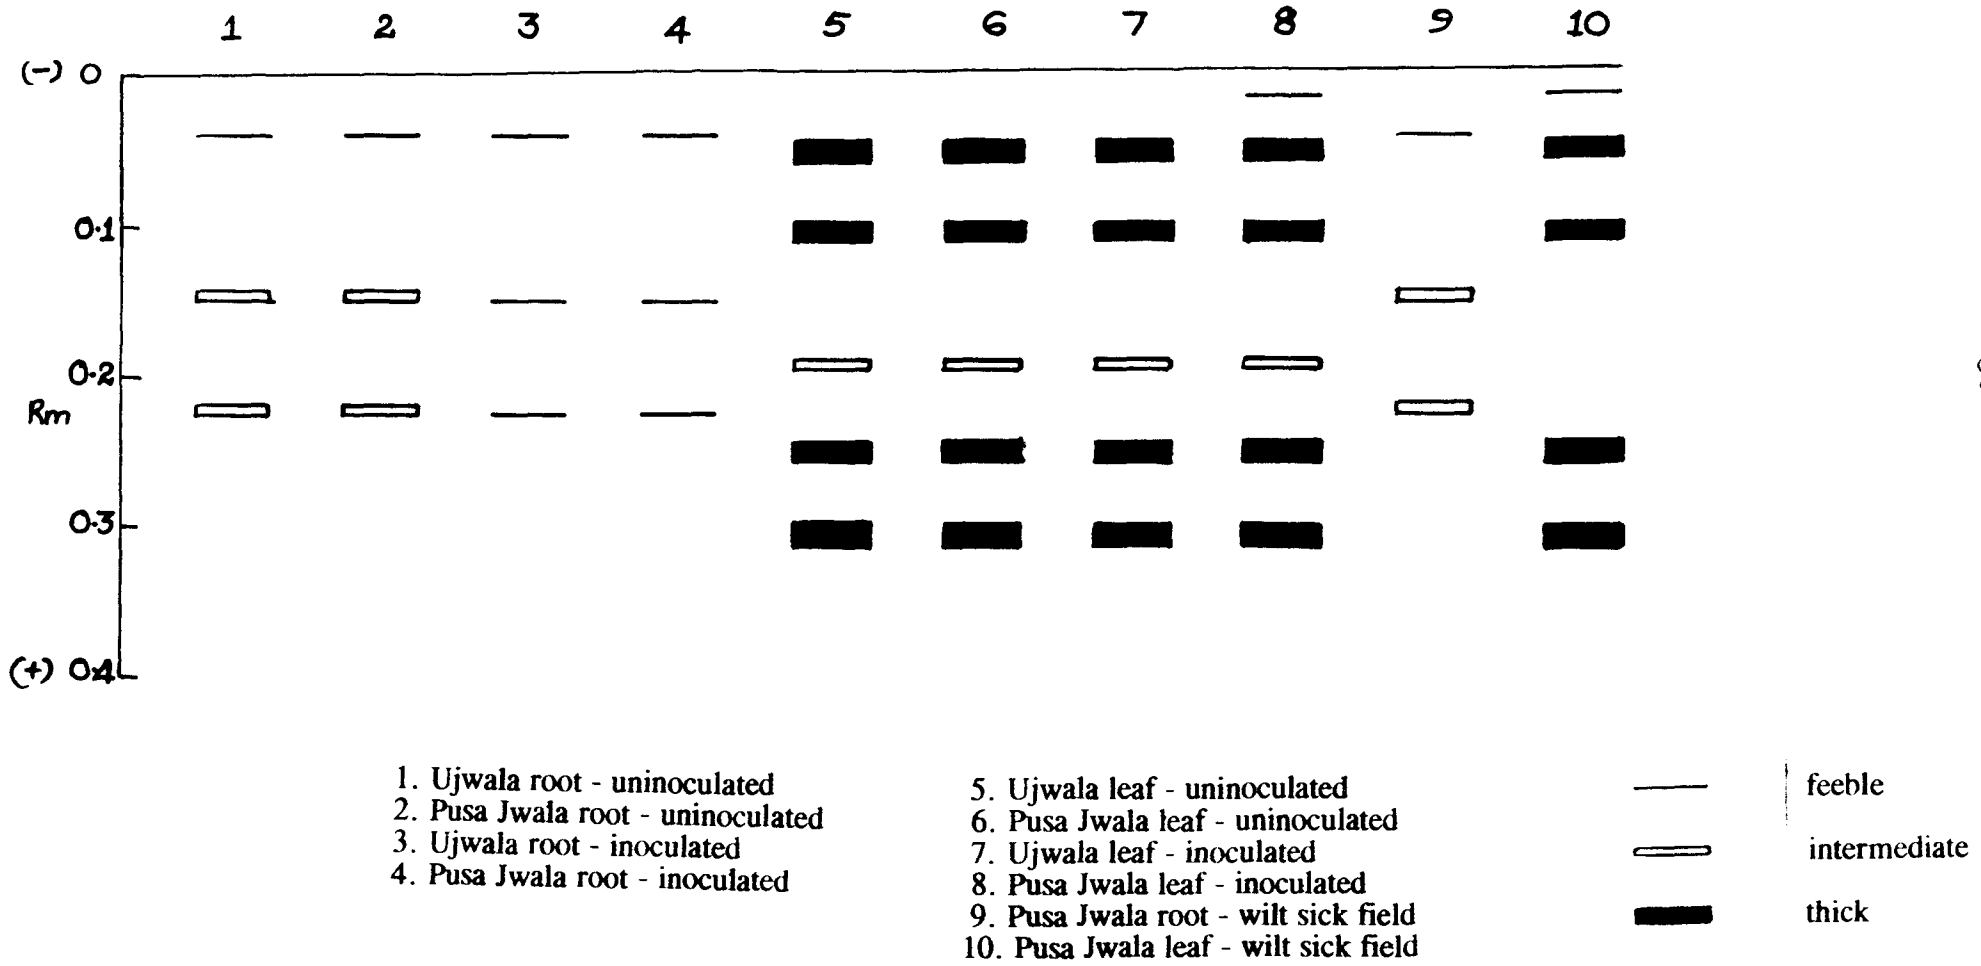 1 2 3 4 5 6 7 8 9 10
(-) 0
0.1
0.2
Rm
0.3
(+) 0.4
1. Ujwala root - uninoculated
2. Pusa Jwala root - uninoculated
3. Ujwala root - inoculated
4. Pusa Jwala root - inoculated
5. Ujwala leaf - uninoculated
6. Pusa Jwala leaf - uninoculated
7. Ujwala leaf - inoculated
8. Pusa Jwala leaf - inoculated
9. Pusa Jwala root - wilt sick field
10. Pusa Jwala leaf - wilt sick field
feeble
intermediate
thick